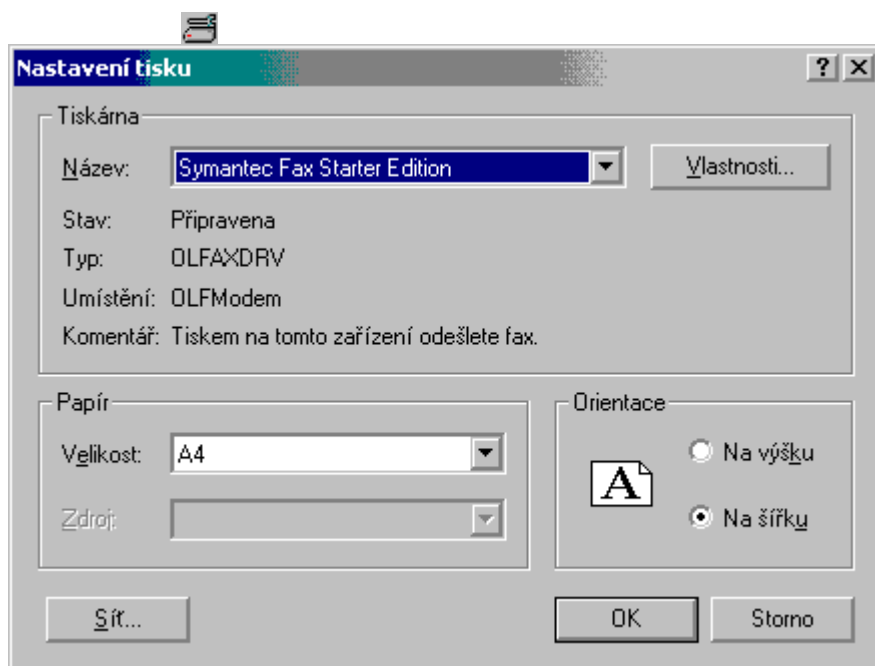 Nastavení tisku
Tiskárna
Název: Symantec Fax Starter Edition Vlastnosti...
Stav: Připravena
Typ: OLFAXDRV
Umístění: OLFModem
Komentář: Tiskem na tomto zařízení odešlete fax.
Papír
Velikost: A4
Zdroj:
Orientace
A
Na výšku
Na šířku
Síť... OK Storno